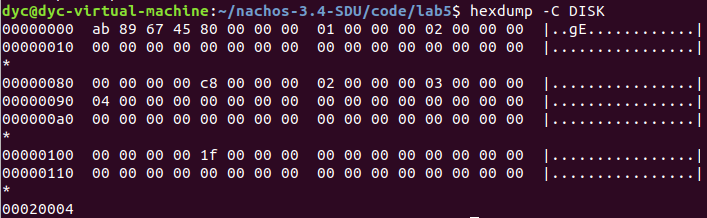 dyc@dyc-virtual-machine:~/nachos-3.4-SDU/code/lab5$ hexdump -C DISK
00000000  ab 89 67 45 80 00 00 00  01 00 00 00 02 00 00 00  |..gE............|
00000010  00 00 00 00 00 00 00 00  00 00 00 00 00 00 00 00  |................|
*
00000080  00 00 00 00 c8 00 00 00  02 00 00 00 03 00 00 00  |................|
00000090  04 00 00 00 00 00 00 00  00 00 00 00 00 00 00 00  |................|
000000a0  00 00 00 00 00 00 00 00  00 00 00 00 00 00 00 00  |................|
*
00000100  00 00 00 00 1f 00 00 00  00 00 00 00 00 00 00 00  |................|
00000110  00 00 00 00 00 00 00 00  00 00 00 00 00 00 00 00  |................|
*
00020004